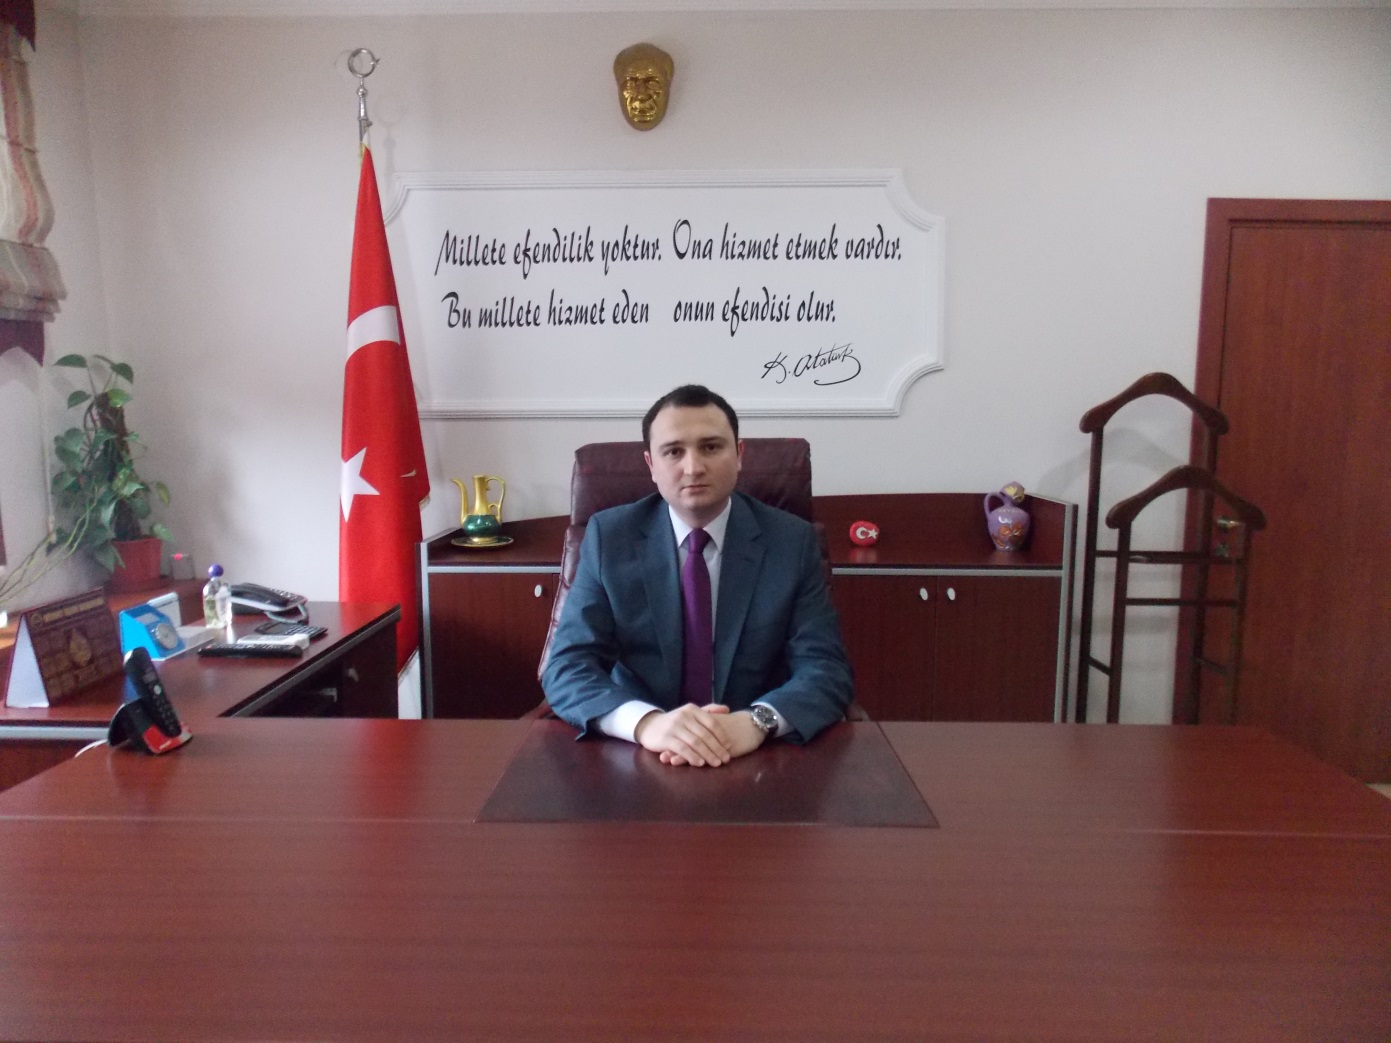 Millete efendilik yoktur. Ona hizmet etmek vardır.
Bu millete hizmet eden onun efendisi olur.
K. Atatürk